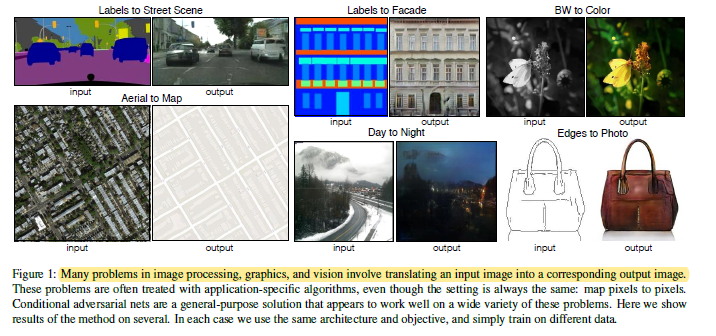 Labels to Street Scene
input
output
Aerial to Map
input
output
Labels to Facade
input
output
Day to Night
input
output
BW to Color
input
output
Edges to Photo
input
output
Figure 1: Many problems in image processing, graphics, and vision involve translating an input image into a corresponding output image.
These problems are often treated with application-specific algorithms, even though the setting is always the same: map pixels to pixels.
Conditional adversarial nets are a general-purpose solution that appears to work well on a wide variety of these problems. Here we show
results of the method on several. In each case we use the same architecture and objective, and simply train on different data.